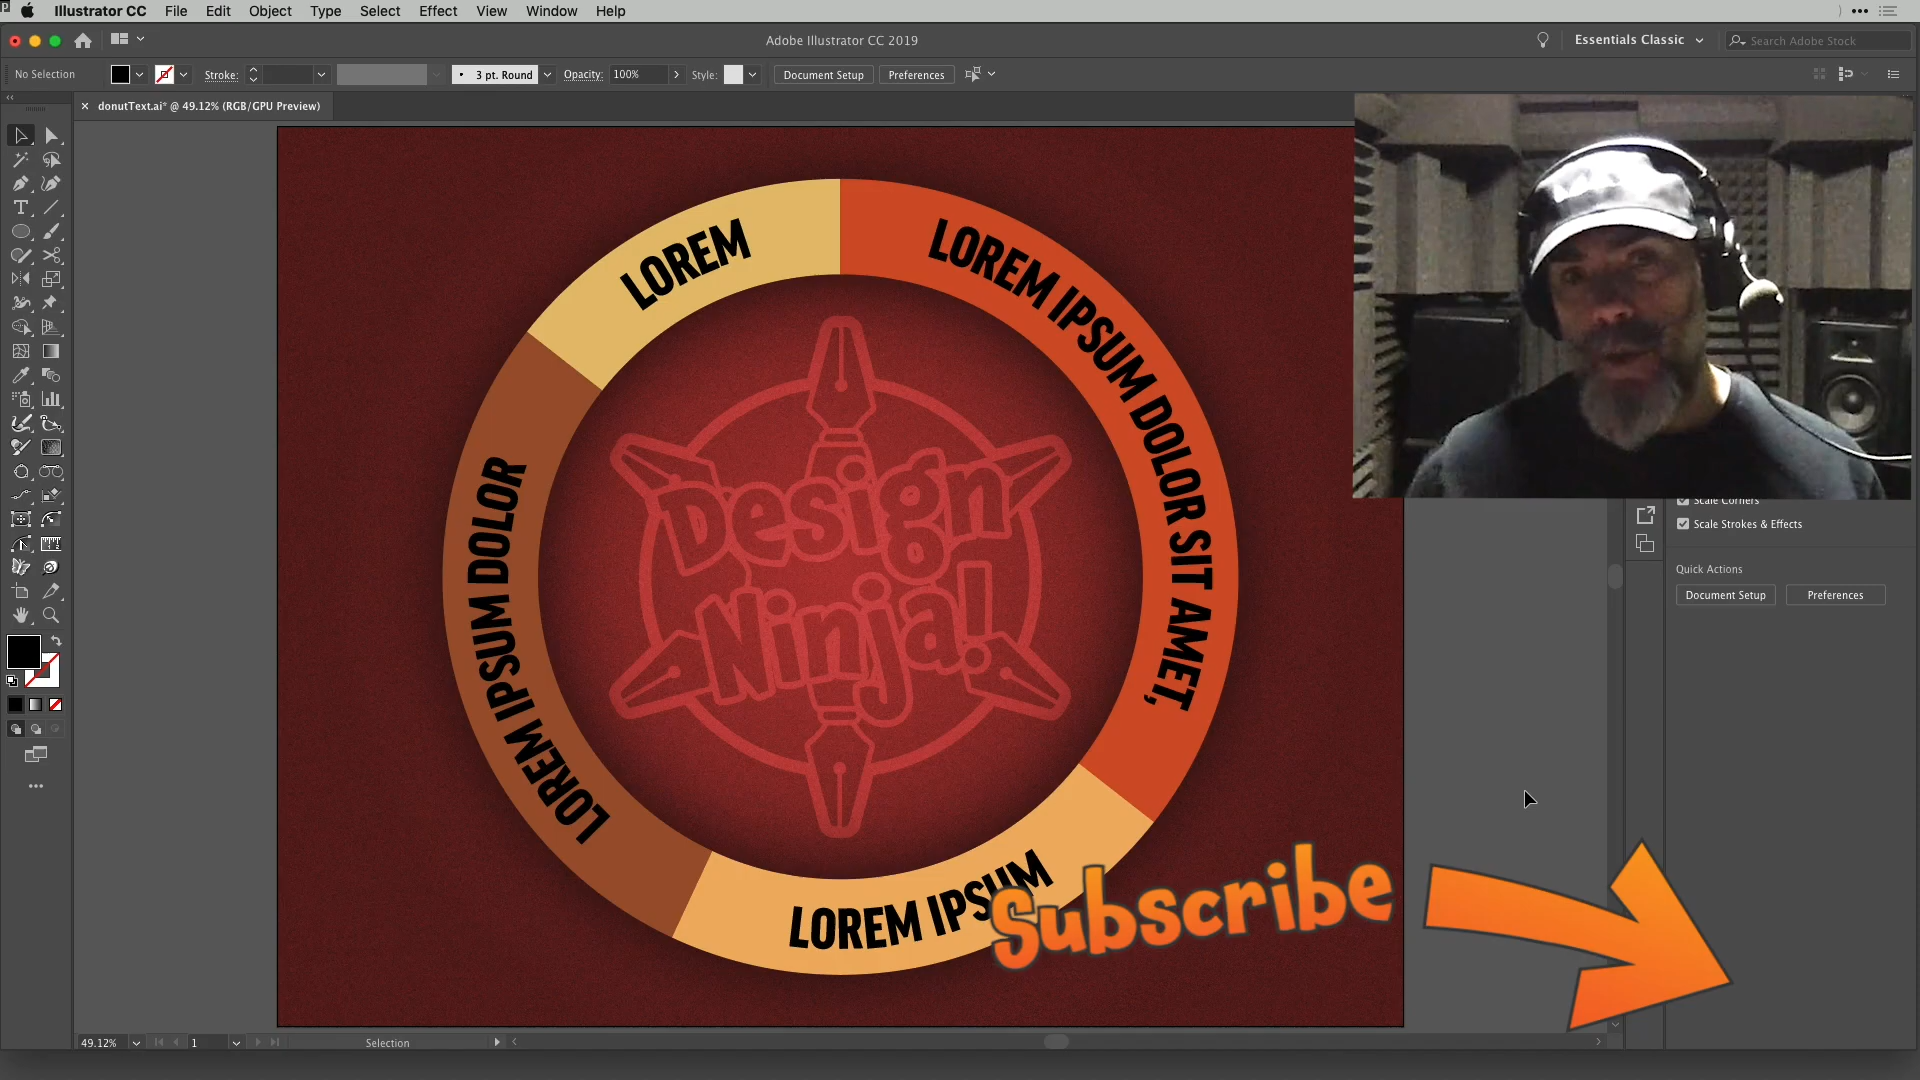 Illustrator CC File Edit Object Type Select Effect View Window Help
Adobe Illustrator CC 2019
Essentials Classic
Search Adobe Stock
No Selection
Stroke:
3 pt. Round
Opacity: 100%
Style:
Document Setup
Preferences
donutText.ai* @ 49.12% (RGB/GPU Preview)
LOREM
LOREM IPSUM DOLOR SIT AMET,
LOREM IPSUM DOLOR
LOREM IPSUM
Design
Ninja!
Scale Corners
Scale Strokes & Effects
Quick Actions
Document Setup
Preferences
Subscribe
49.12%
1
Selection